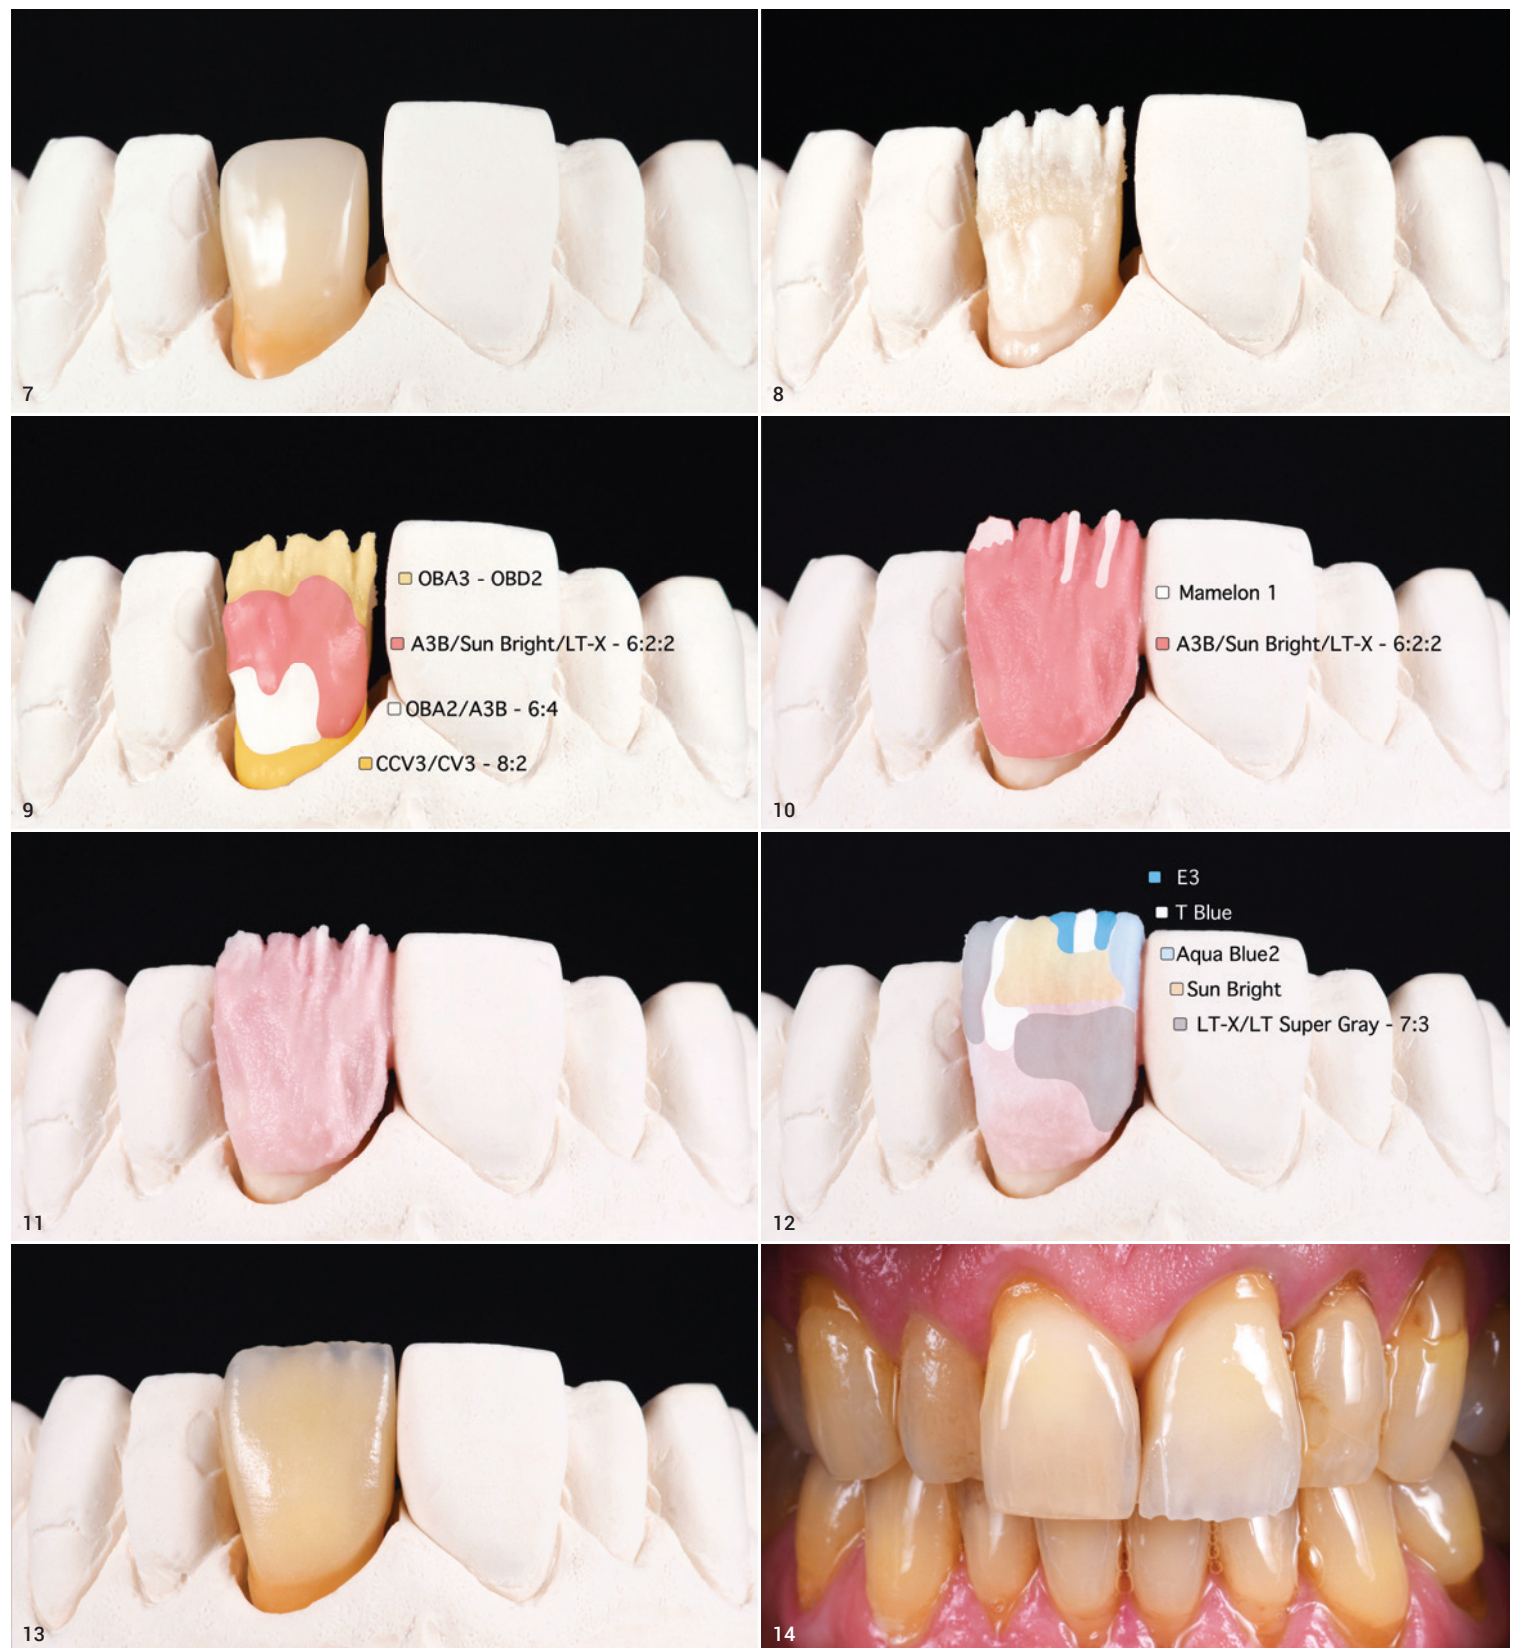 7
8
OBA3 - OBD2
A3B/Sun Bright/LT-X - 6:2:2
OBA2/A3B - 6:4
CCV3/CV3 - 8:2
9
Mamelon 1
A3B/Sun Bright/LT-X - 6:2:2
10
11
E3
T Blue
Aqua Blue2
Sun Bright
LT-X/LT Super Gray - 7:3
12
13
14